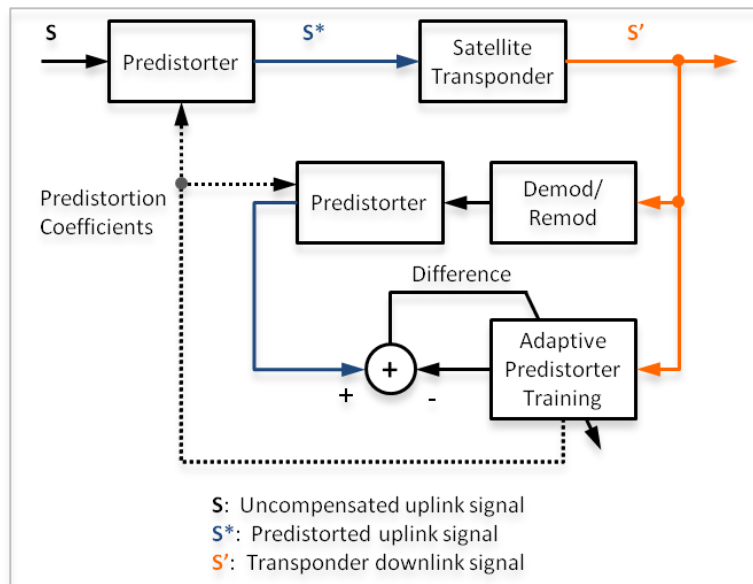 S
S*
S’
Predistorter
Satellite
Transponder
Predistortion
Coefficients
Predistorter
Demod/
Remod
Difference
Adaptive
Predistorter
Training
+
+
-
S: Uncompensated uplink signal
S*: Predistorted uplink signal
S’: Transponder downlink signal